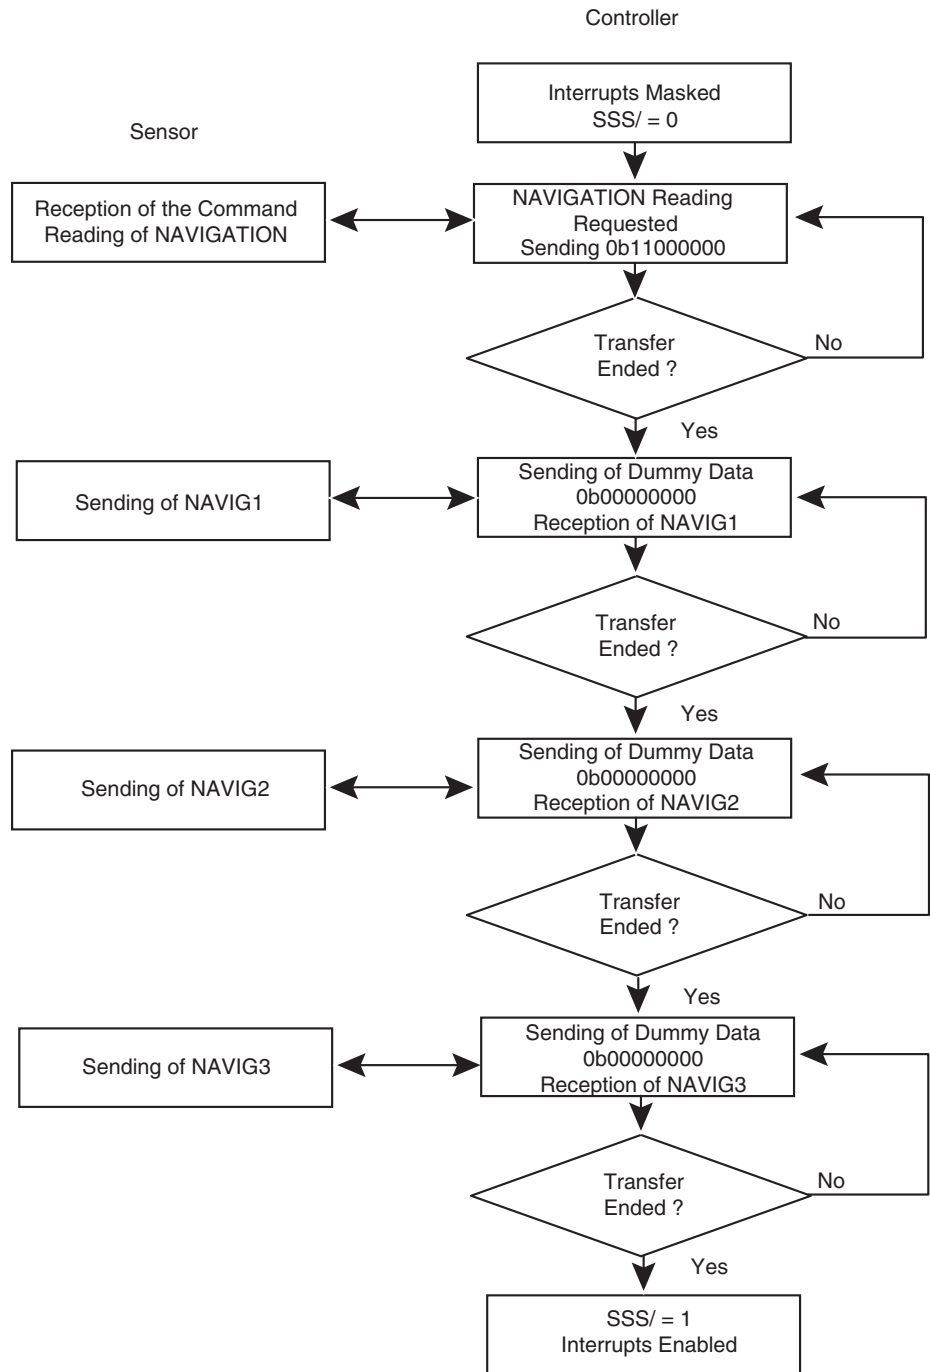 Controller
Interrupts Masked
SSS/ = 0
Sensor
Reception of the Command
Reading of NAVIGATION
NAVIGATION Reading
Requested
Sending 0b11000000
Transfer
Ended ?
No
Yes
Sending of NAVIG1
Sending of Dummy Data
0b00000000
Reception of NAVIG1
Transfer
Ended ?
No
Yes
Sending of NAVIG2
Sending of Dummy Data
0b00000000
Reception of NAVIG2
Transfer
Ended ?
No
Yes
Sending of NAVIG3
Sending of Dummy Data
0b00000000
Reception of NAVIG3
Transfer
Ended ?
No
Yes
SSS/ = 1
Interrupts Enabled